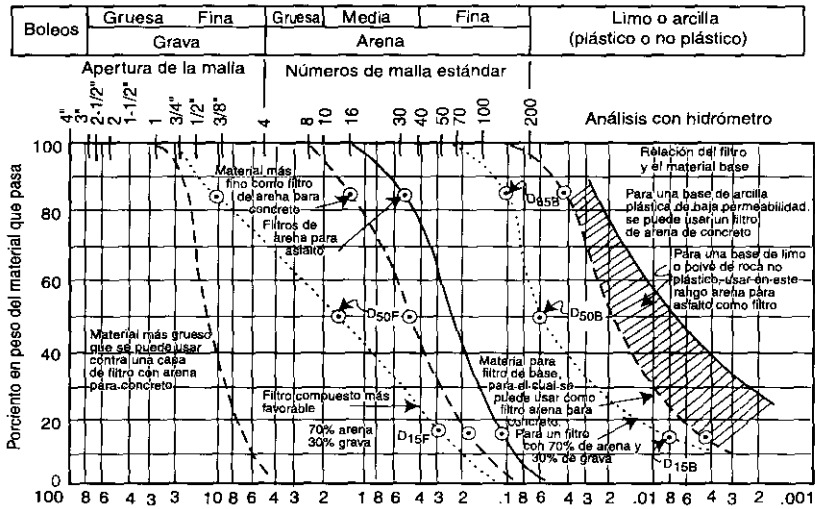 Boleos
Gruesa Fina
Grava
Gruesa Media Fina
Arena
Limo o arcilla
(plástico o no plástico)
Apertura de la malla
Números de malla estándar
Análisis con hidrómetro
4" 3" 2-1/2" 2 1-1/2" 1 3/4" 1/2" 3/8" 4 8 10 16 30 40 50 70 100 200
Porciento en peso del material que pasa
100
80
60
40
20
0
Material más
fino como filtro
de arena para
concreto
Filtros de
arena para
asfalto
D85B
Relación del filtro
y el material base
Para una base de arcilla
plástica de baja permeabilidad
se puede usar un filtro
de arena de concreto
Para una base de limo
o polvo de roca no
plástico, usar en este
rango arena para
asfalto como filtro
D50F
D50B
Material más grueso
que se puede usar
contra una casa
de filtro con arena
para concreto
Filtro compuesto más
favorable
70% arena
30% grava
D15F
Material para
filtro de base,
para el cual se
puede usar como
filtro arena para
concreto.
Para un filtro
con 70% de arena y
30% de grava
D15B
100 8 6 4 3 3 10 8 6 4 3 2 1 8 6 4 3 2 .1 8 6 4 3 2 .01 8 6 4 3 2 .001